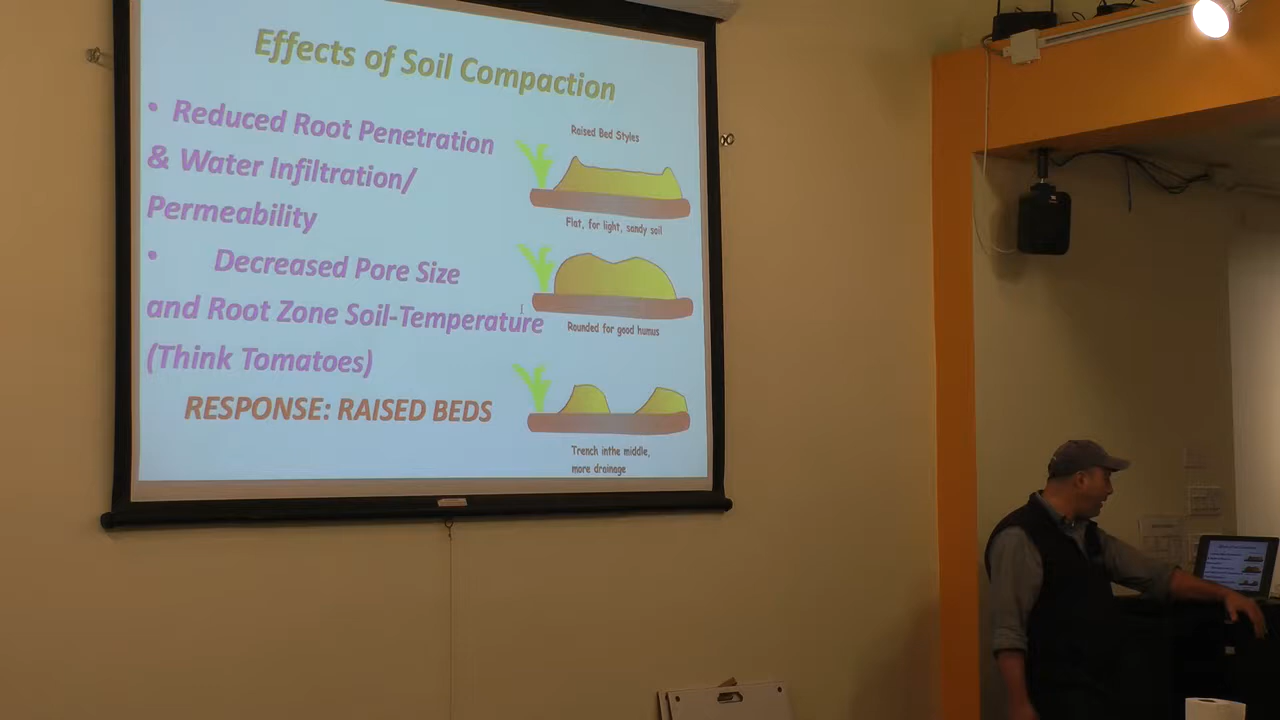 Effects of Soil Compaction
• Reduced Root Penetration
& Water Infiltration/
Permeability
• Decreased Pore Size
and Root Zone Soil-Temperature
(Think Tomatoes)
RESPONSE: RAISED BEDS
Raised Bed Styles
Flat, for light, sandy soil
Rounded for good humus
Trench inthe middle,
more drainage